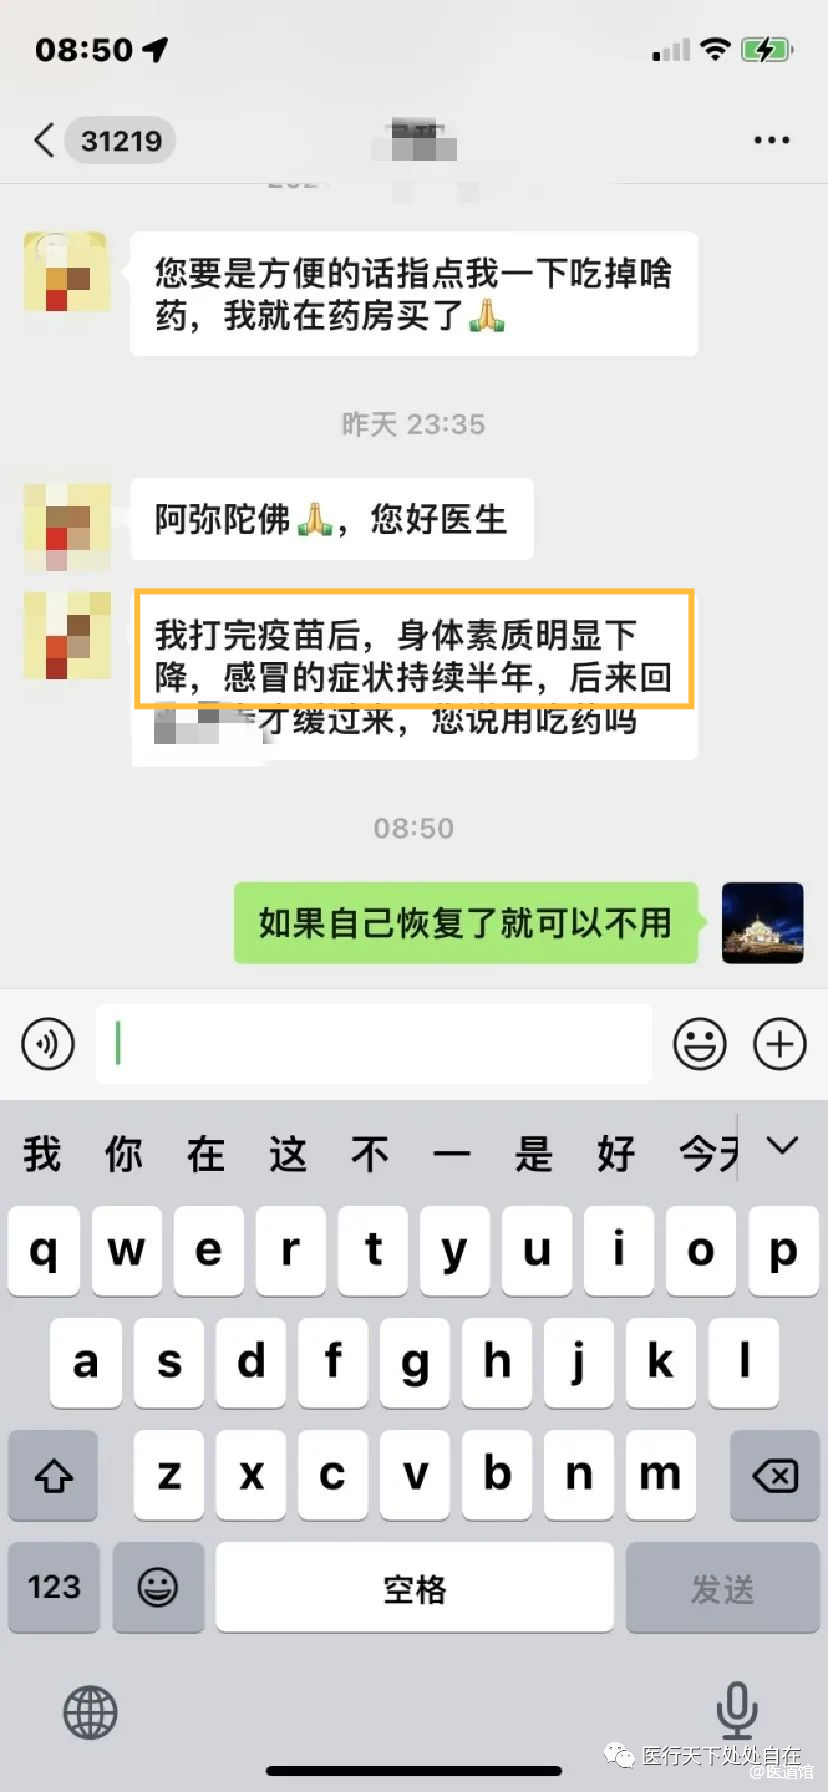 08:50
31219
您要是方便的话指点我一下吃掉啥
药，我就在药房买了🙏
昨天 23:35
阿弥陀佛🙏，您好医生
我打完疫苗后，身体素质明显下
降，感冒的症状持续半年，后来回
才缓过来，您说用吃药吗
08:50
如果自己恢复了就可以不用
我 你 在 这 不 一 是 好 今天
q w e r t y u i o p
a s d f g h j k l
z x c v b n m
123 空格 发送
医行天下处处自在
@医道馆